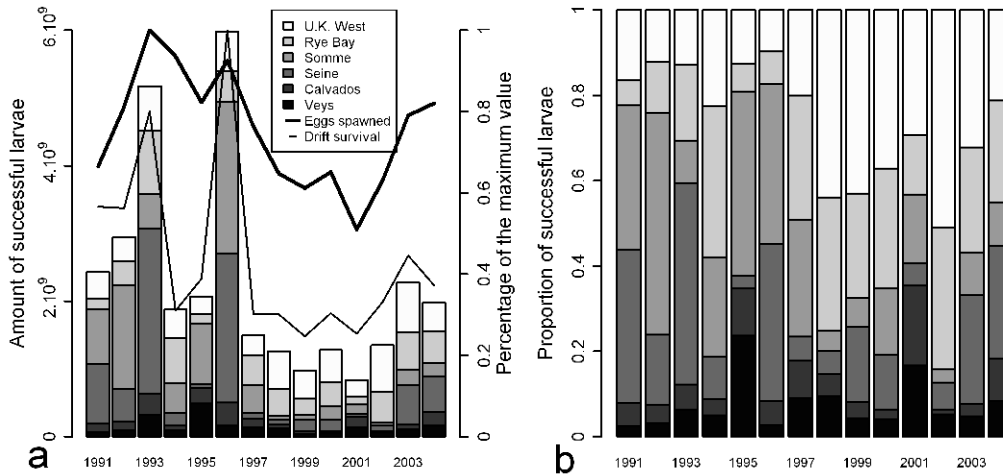 Amount of successful larvae
6.10⁹
4.10⁹
2.10⁹
0
U.K. West
Rye Bay
Somme
Seine
Calvados
Veys
Eggs spawned
Drift survival
1
0.8
0.6
0.4
0.2
0
Percentage of the maximum value
1991 1993 1995 1997 1999 2001 2003
a
Proportion of successful larvae
1
0.8
0.6
0.4
0.2
0
1991 1993 1995 1997 1999 2001 2003
b